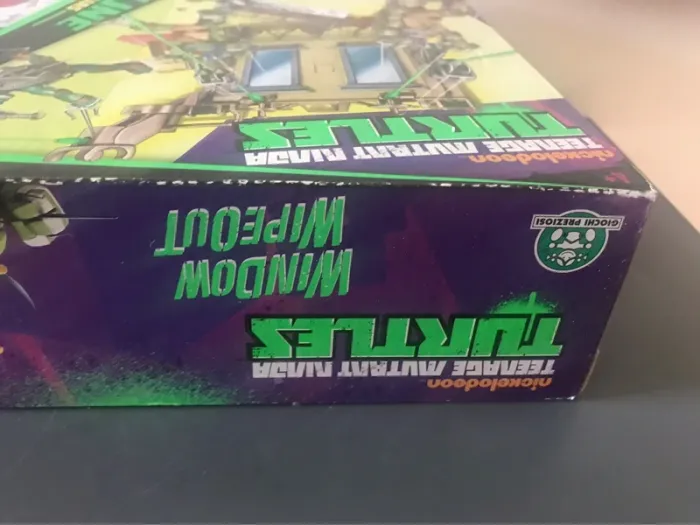 nickelodeon
TEENAGE MUTANT NINJA
TURTLES
WINDOW
WIPEOUT
GIOCHI PREZIOSI
nickelodeon
TEENAGE MUTANT NINJA
TURTLES